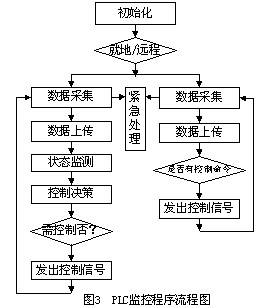 初始化
就地/远程
数据采集
紧急处理
数据采集
数据上传
数据上传
状态监测
是否有控制命令
控制决策
发出控制信号
需控制否?
发出控制信号
图3 PLC监控程序流程图